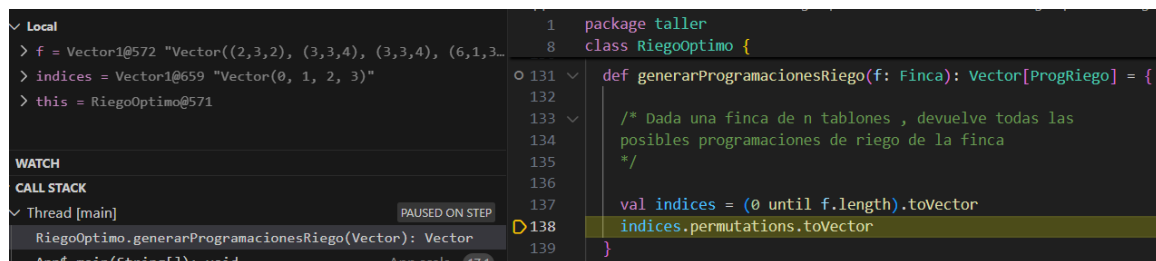 Local
f = Vector1@572 "Vector((2,3,2), (3,3,4), (3,3,4), (6,1,3…
indices = Vector1@659 "Vector(0, 1, 2, 3)"
this = RiegoOptimo@571
WATCH
CALL STACK
Thread [main] PAUSED ON STEP
RiegoOptimo.generarProgramacionesRiego(Vector): Vector
1 package taller
8 class RiegoOptimo {
131 def generarProgramacionesRiego(f: Finca): Vector[ProgRiego] = {
132
133 /* Dada una finca de n tablones , devuelve todas las
134 posibles programaciones de riego de la finca
135 */
136
137 val indices = (0 until f.length).toVector
138 indices.permutations.toVector
139 }